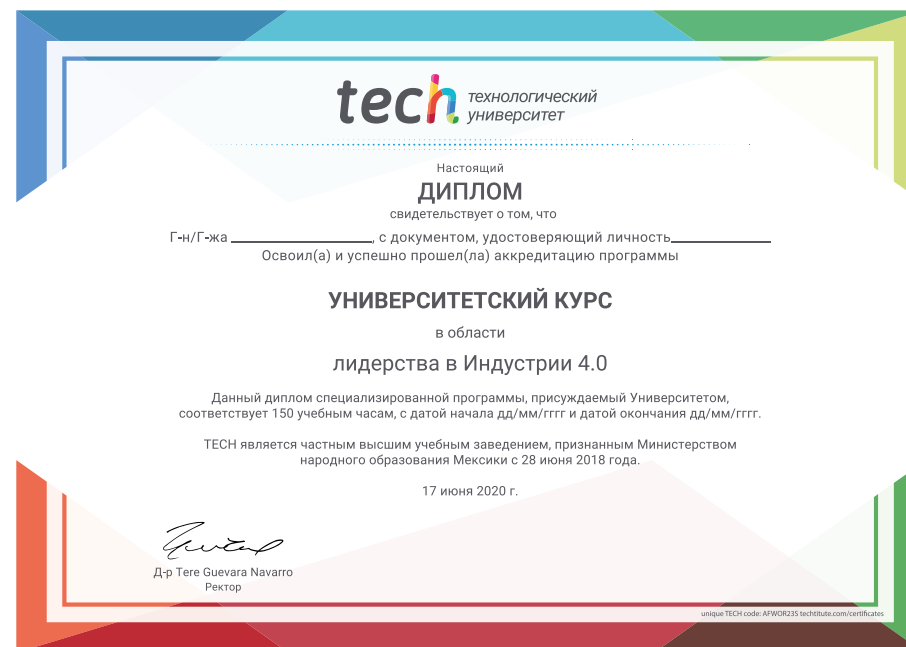 tech технологический
университет
Настоящий
ДИПЛОМ
свидетельствует о том, что
Г-н/Г-жа ____________________, с документом, удостоверяющий личность______________
Освоил(а) и успешно прошел(ла) аккредитацию программы
УНИВЕРСИТЕТСКИЙ КУРС
в области
лидерства в Индустрии 4.0
Данный диплом специализированной программы, присуждаемый Университетом,
соответствует 150 учебным часам, с датой начала дд/мм/гггг и датой окончания дд/мм/гггг.
TECH является частным высшим учебным заведением, признанным Министерством
народного образования Мексики с 28 июня 2018 года.
17 июня 2020 г.
Д-р Tere Guevara Navarro
Ректор
unique TECH code: AFWOR23S techtitute.com/certificates